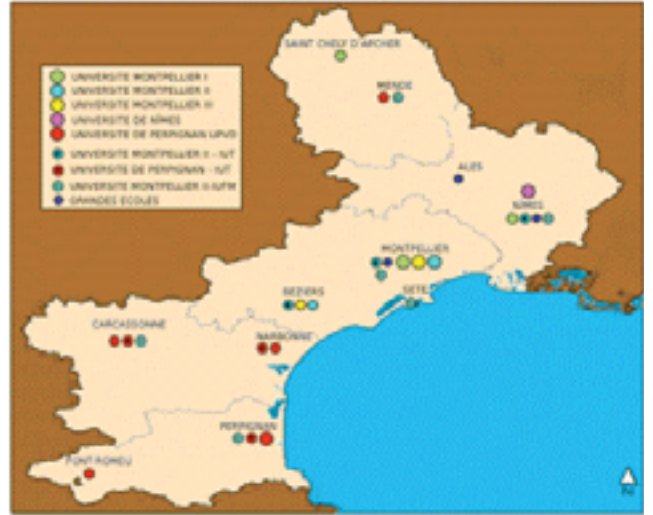 SAINT CHELY D'APCHER
MENDE
UNIVERSITE MONTPELLIER I
UNIVERSITE MONTPELLIER II
UNIVERSITE MONTPELLIER III
UNIVERSITE DE NÎMES
UNIVERSITE DE PERPIGNAN UPVD
UNIVERSITE MONTPELLIER II - IUT
UNIVERSITE DE PERPIGNAN - IUT
UNIVERSITE MONTPELLIER II-IUFM
GRANDES ECOLES
ALES
NÎMES
MONTPELLIER
BEZIERS
SETE
CARCASSONNE
NARBONNE
PERPIGNAN
FONT-ROMEU
N